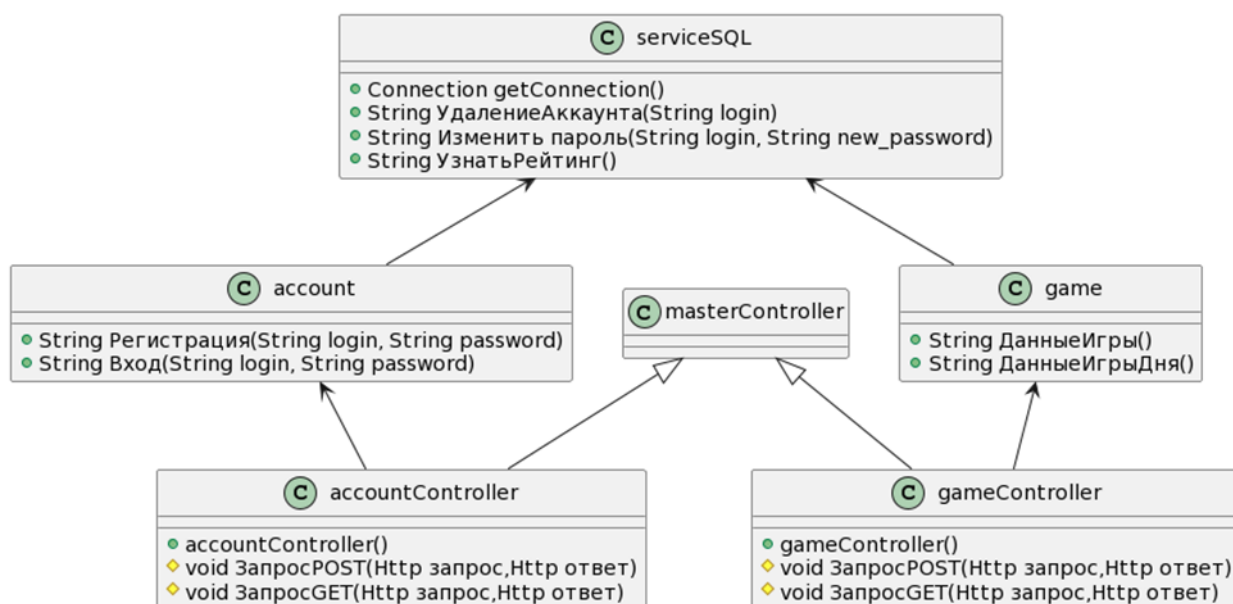 C serviceSQL
Connection getConnection()
String УдалениеАккаунта(String login)
String Изменить пароль(String login, String new_password)
String УзнатьРейтинг()
C account
String Регистрация(String login, String password)
String Вход(String login, String password)
C masterController
C game
String ДанныеИгры()
String ДанныеИгрыДня()
C accountController
accountController()
void ЗапросPOST(Http запрос,Http ответ)
void ЗапросGET(Http запрос,Http ответ)
C gameController
gameController()
void ЗапросPOST(Http запрос,Http ответ)
void ЗапросGET(Http запрос,Http ответ)